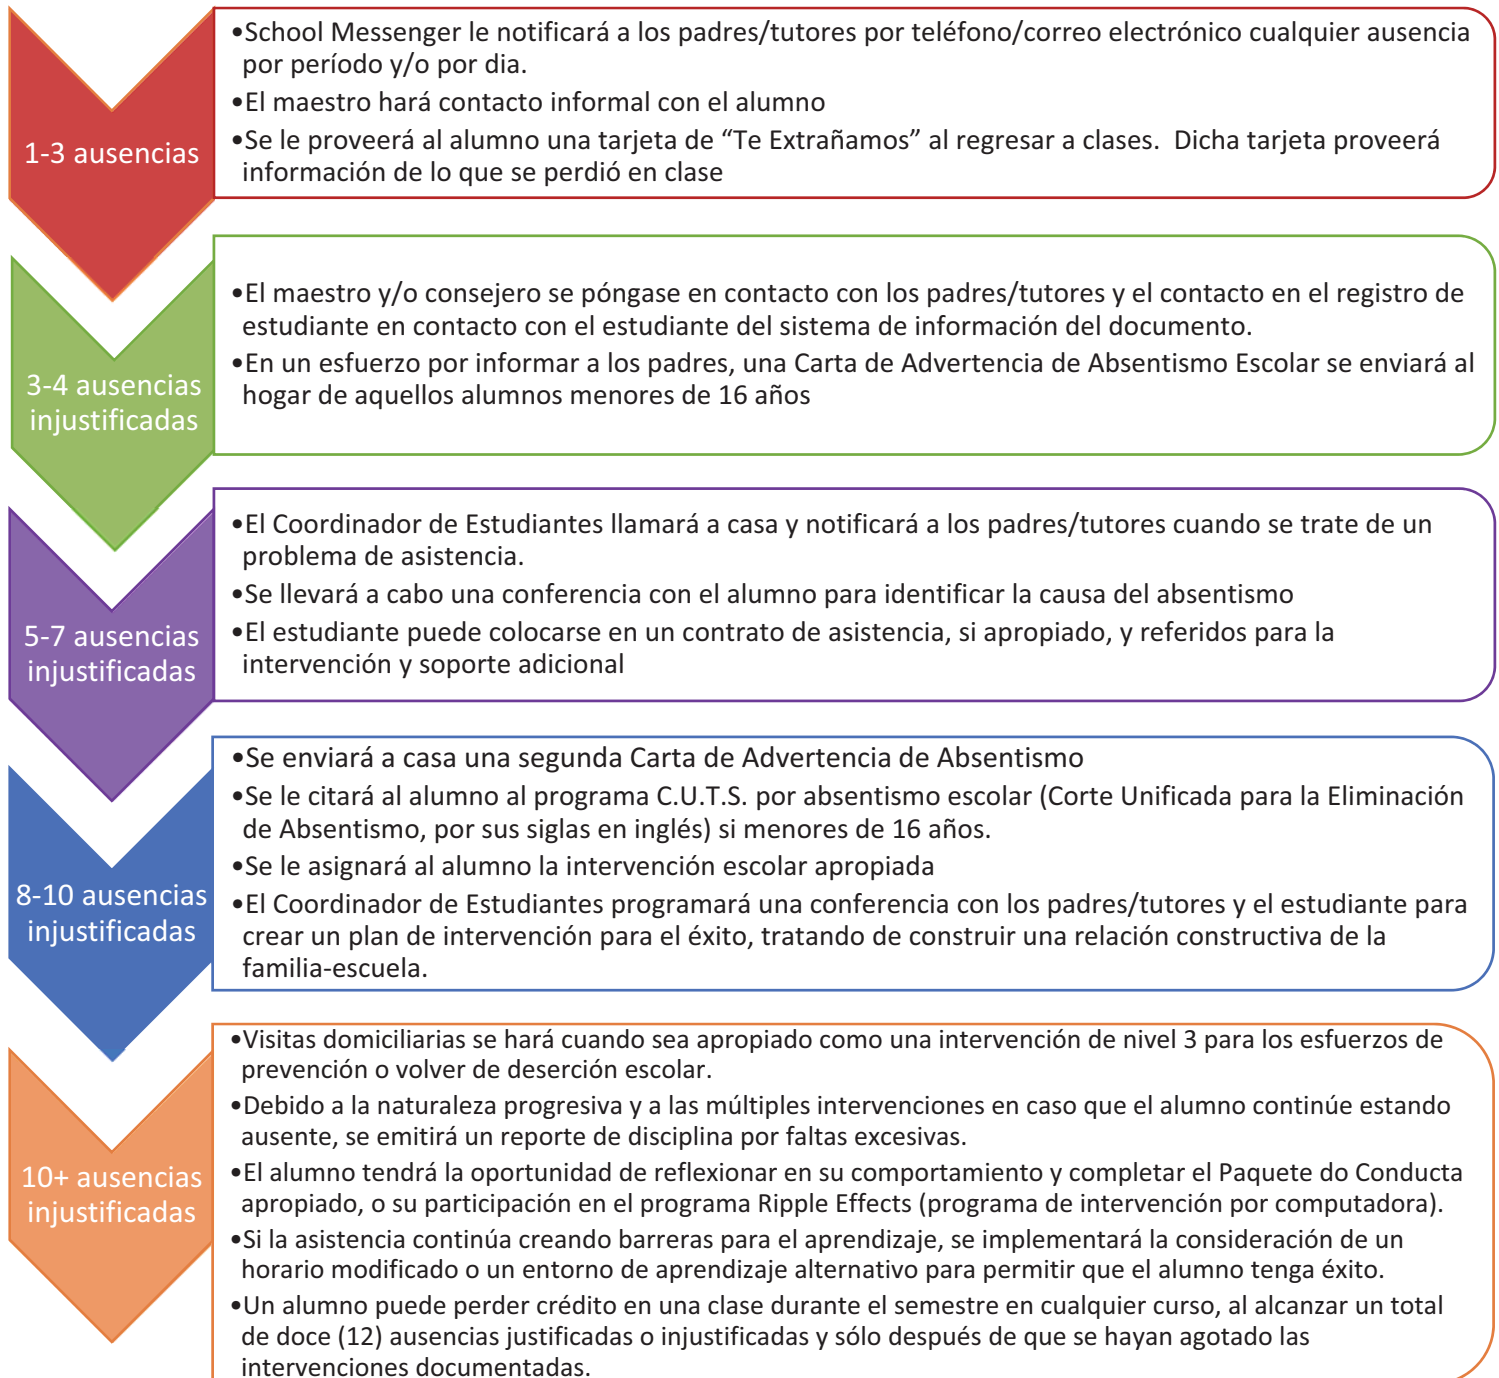 •School Messenger le notificará a los padres/tutores por teléfono/correo electrónico cualquier ausencia
por período y/o por dia.
•El maestro hará contacto informal con el alumno
•Se le proveerá al alumno una tarjeta de “Te Extrañamos” al regresar a clases.  Dicha tarjeta proveerá
información de lo que se perdió en clase
1-3 ausencias
•El maestro y/o consejero se póngase en contacto con los padres/tutores y el contacto en el registro de
estudiante en contacto con el estudiante del sistema de información del documento.
•En un esfuerzo por informar a los padres, una Carta de Advertencia de Absentismo Escolar se enviará al
hogar de aquellos alumnos menores de 16 años
3-4 ausencias
injustificadas
•El Coordinador de Estudiantes llamará a casa y notificará a los padres/tutores cuando se trate de un
problema de asistencia.
•Se llevará a cabo una conferencia con el alumno para identificar la causa del absentismo
•El estudiante puede colocarse en un contrato de asistencia, si apropiado, y referidos para la
intervención y soporte adicional
5-7 ausencias
injustificadas
•Se enviará a casa una segunda Carta de Advertencia de Absentismo
•Se le citará al alumno al programa C.U.T.S. por absentismo escolar (Corte Unificada para la Eliminación
de Absentismo, por sus siglas en inglés) si menores de 16 años.
•Se le asignará al alumno la intervención escolar apropiada
•El Coordinador de Estudiantes programará una conferencia con los padres/tutores y el estudiante para
crear un plan de intervención para el éxito, tratando de construir una relación constructiva de la
familia-escuela.
8-10 ausencias
injustificadas
•Visitas domiciliarias se hará cuando sea apropiado como una intervención de nivel 3 para los esfuerzos de
prevención o volver de deserción escolar.
•Debido a la naturaleza progresiva y a las múltiples intervenciones en caso que el alumno continúe estando
ausente, se emitirá un reporte de disciplina por faltas excesivas.
•El alumno tendrá la oportunidad de reflexionar en su comportamiento y completar el Paquete do Conducta
apropiado, o su participación en el programa Ripple Effects (programa de intervención por computadora).
•Si la asistencia continúa creando barreras para el aprendizaje, se implementará la consideración de un
horario modificado o un entorno de aprendizaje alternativo para permitir que el alumno tenga éxito.
•Un alumno puede perder crédito en una clase durante el semestre en cualquier curso, al alcanzar un total
de doce (12) ausencias justificadas o injustificadas y sólo después de que se hayan agotado las
intervenciones documentadas.
10+ ausencias
injustificadas